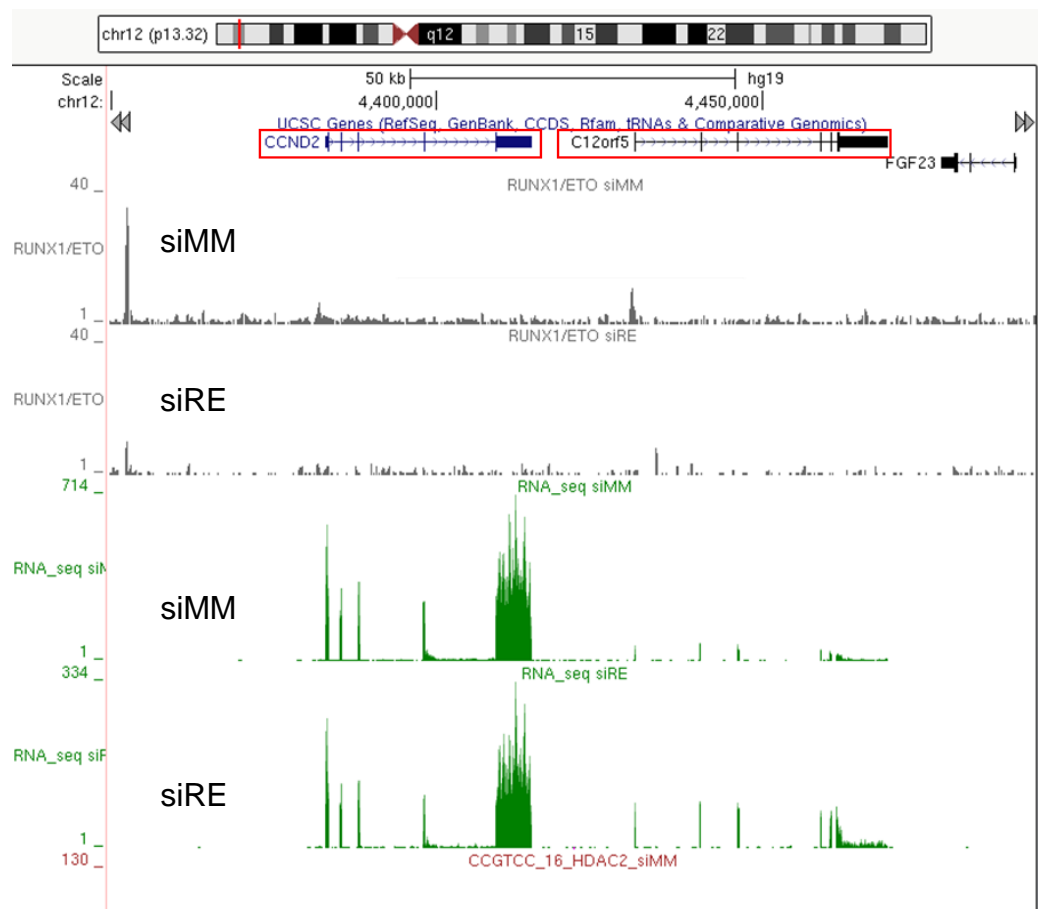 chr12 (p13.32) q12 15 22
Scale 50 kb hg19
chr12: 4,400,000 4,450,000
UCSC Genes (RefSeq, GenBank, CCDS, Rfam, tRNAs & Comparative Genomics)
CCND2 C12orf5
FGF23
40 _ RUNX1/ETO siMM
RUNX1/ETO siMM
1 _
40 _ RUNX1/ETO siRE
RUNX1/ETO siRE
1 _
714 _ RNA_seq siMM
RNA_seq siM
siMM
1 _
334 _ RNA_seq siRE
RNA_seq siR
siRE
1 _
130 _ CCGTCC_16_HDAC2_siMM